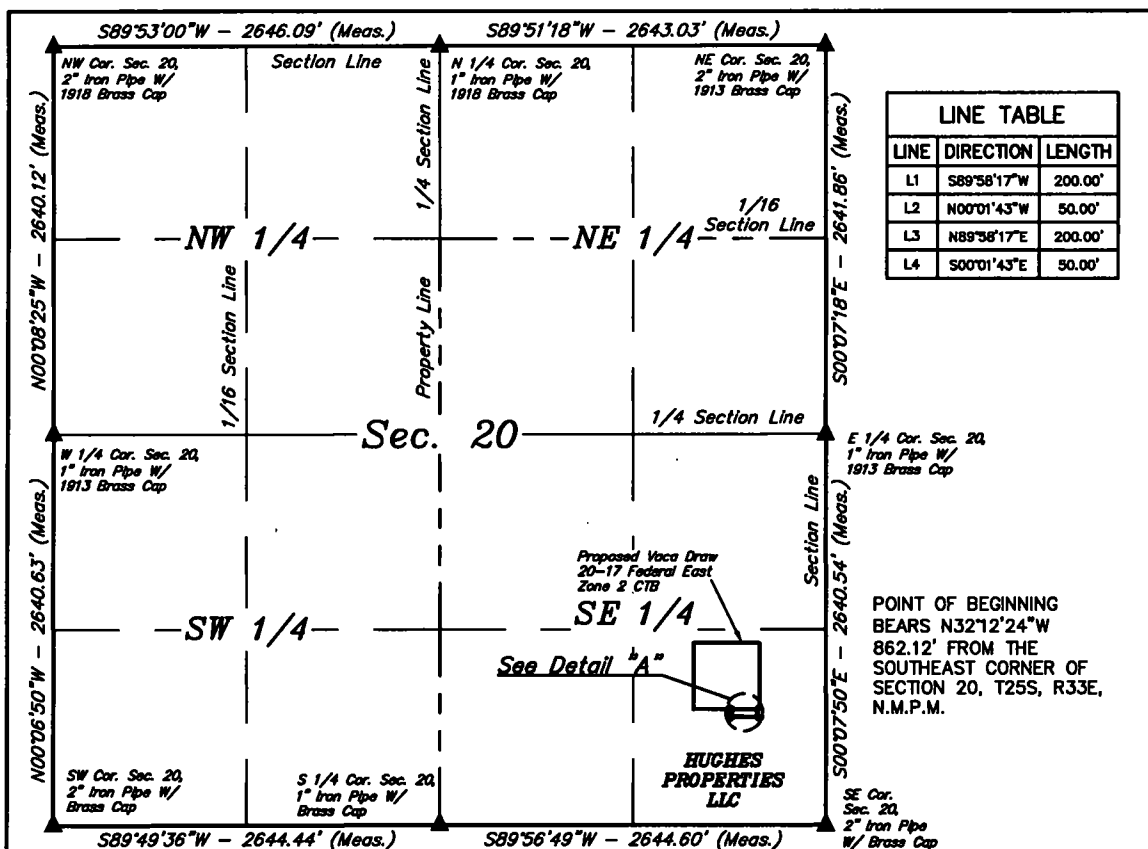 S89°53'00"W - 2646.09' (Meas.)
S89°51'18" W - 2643.03' (Meas.)
NW Cor. Sec. 20,
2" Iron Pipe W/
1918 Brass Cap
Section Line
N 1/4 Cor. Sec. 20,
1" Iron Pipe W/
1918 Brass Cap
NE Cor. Sec. 20,
2" Iron Pipe W/
1913 Brass Cap
N00°08'25"W - 2640.12' (Meas.)
1/4 Section Line
S00°07'18"E - 2641.86' (Meas.)
LINE TABLE
LINE DIRECTION LENGTH
L1 S89°58'17"W 200.00'
L2 N00°01'43"W 50.00'
L3 N89°58'17"E 200.00'
L4 S00°01'43"E 50.00'
NW 1/4
NE 1/4
1/16
Section Line
1/16 Section Line
Property Line
Sec. 20
1/4 Section Line
W 1/4 Cor. Sec. 20,
1" Iron Pipe W/
1913 Brass Cap
E 1/4 Cor. Sec. 20,
1" Iron Pipe W/
1913 Brass Cap
N00°06'50"W - 2640.63' (Meas.)
Section Line
S00°07'50"E - 2640.54' (Meas.)
Proposed Vaca Draw
20-17 Federal East
Zone 2 CTB
SW 1/4
SE 1/4
See Detail "A"
POINT OF BEGINNING
BEARS N32°12'24"W
862.12' FROM THE
SOUTHEAST CORNER OF
SECTION 20, T25S, R33E,
N.M.P.M.
HUGHES
PROPERTIES
LLC
SW Cor. Sec. 20,
2" Iron Pipe W/
Brass Cap
S 1/4 Cor. Sec. 20,
1" Iron Pipe W/
Brass Cap
SE Cor.
Sec. 20,
2" Iron Pipe
W/ Brass Cap
S89°49'36"W - 2644.44' (Meas.)
S89°56'49"W - 2644.60' (Meas.)